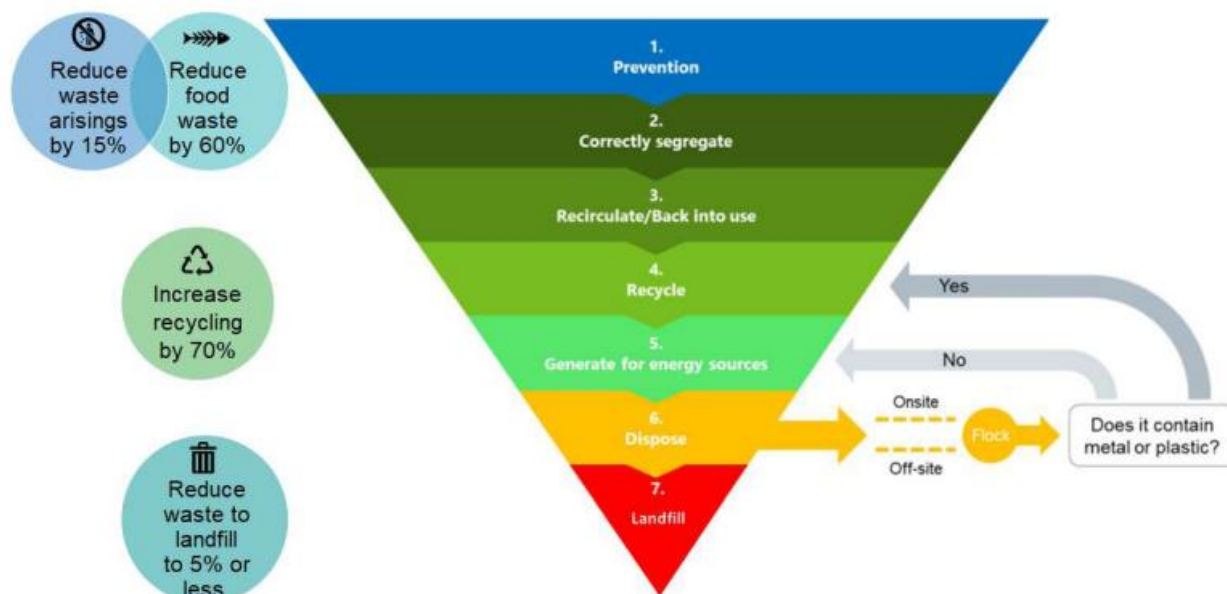 Reduce
waste
arisings
by 15%
Reduce
food
waste
by 60%
Increase
recycling
by 70%
Reduce
waste to
landfill
to 5% or
less
1.
Prevention
2.
Correctly segregate
3.
Recirculate/Back into use
4.
Recycle
5.
Generate for energy sources
6.
Dispose
7.
Landfill
Yes
No
Onsite
Off-site
Flock
Does it contain
metal or plastic?